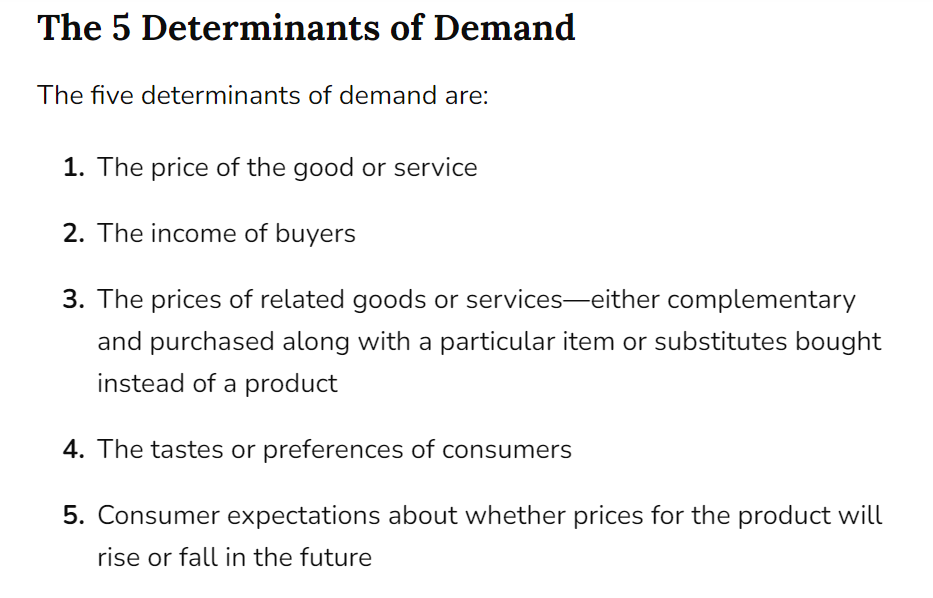 The 5 Determinants of Demand
The five determinants of demand are:
1. The price of the good or service
2. The income of buyers
3. The prices of related goods or services—either complementary
and purchased along with a particular item or substitutes bought
instead of a product
4. The tastes or preferences of consumers
5. Consumer expectations about whether prices for the product will
rise or fall in the future